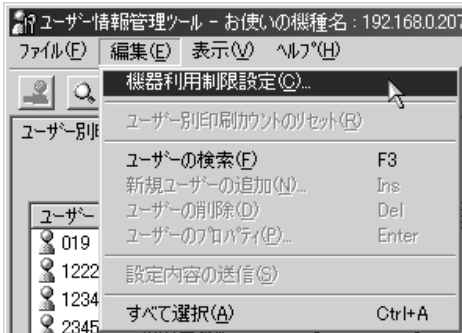 ユーザー情報管理ツール - お使いの機種名 : 192.168.0.207
ファイル(F) 編集(E) 表示(V) ヘルプ(H)
機器利用制限設定(C)...
ユーザー別印刷カウントのリセット(R)
ユーザー別
ユーザーの検索(F) F3
新規ユーザーの追加(N)... Ins
ユーザーの削除(D) Del
ユーザーのプロパティ(P)... Enter
設定内容の送信(S)
すべて選択(A) Ctrl+A
ユーザー
019
1222
1234
2345